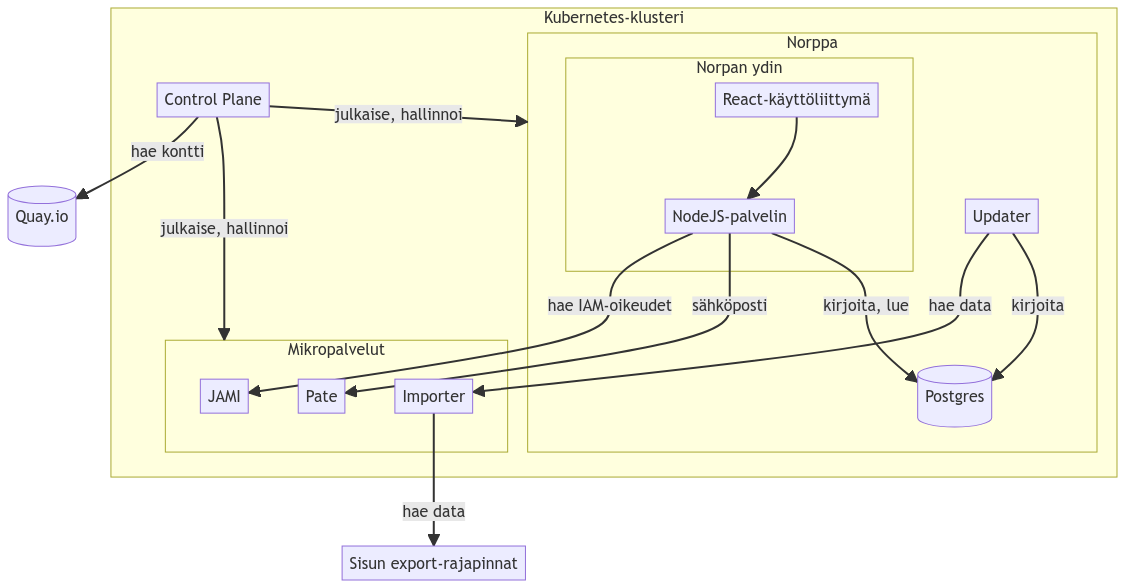 Kubernetes-klusteri
Norppa
Norpan ydin
Control Plane
React-käyttöliittymä
julkaise, hallinnoi
hae kontti
Quay.io
NodeJS-palvelin
Updater
julkaise, hallinnoi
hae IAM-oikeudet
sähköposti
kirjoita, lue
hae data
kirjoita
Mikropalvelut
JAMI
Pate
Importer
Postgres
hae data
Sisun export-rajapinnat